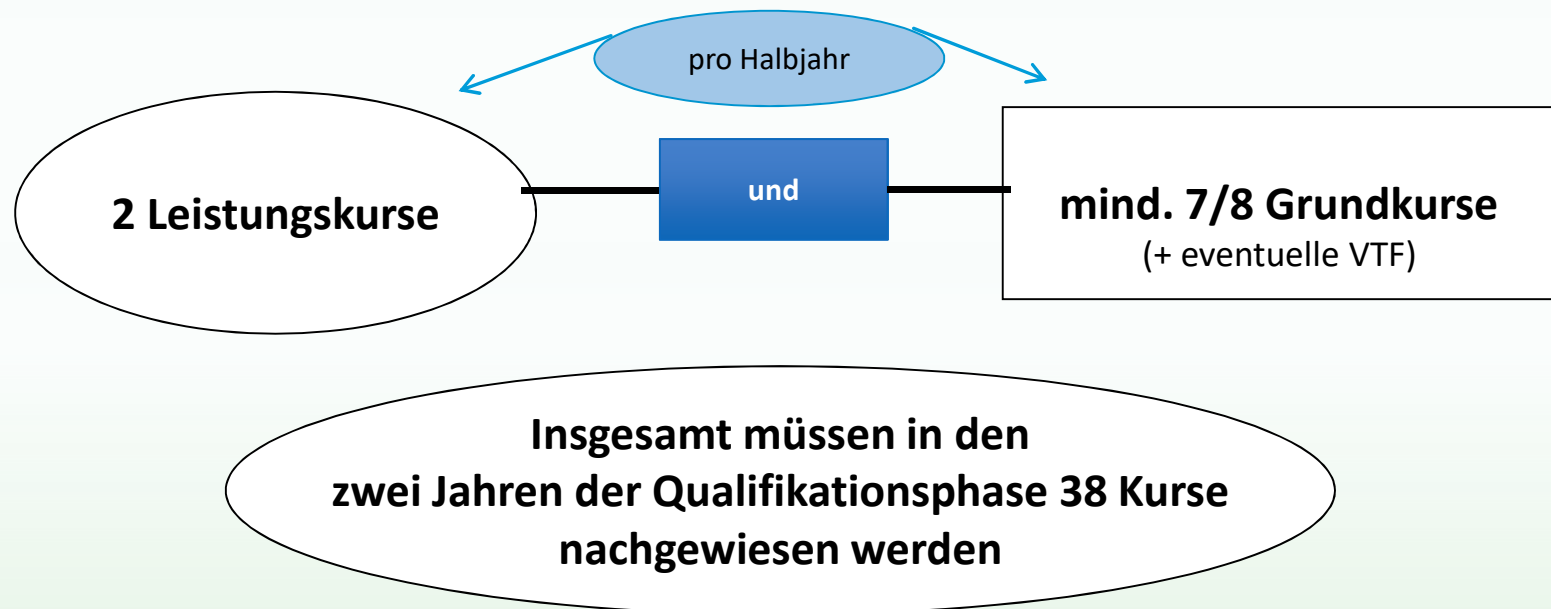 pro Halbjahr
2 Leistungskurse
und
mind. 7/8 Grundkurse
(+ eventuelle VTF)
Insgesamt müssen in den
zwei Jahren der Qualifikationsphase 38 Kurse
nachgewiesen werden